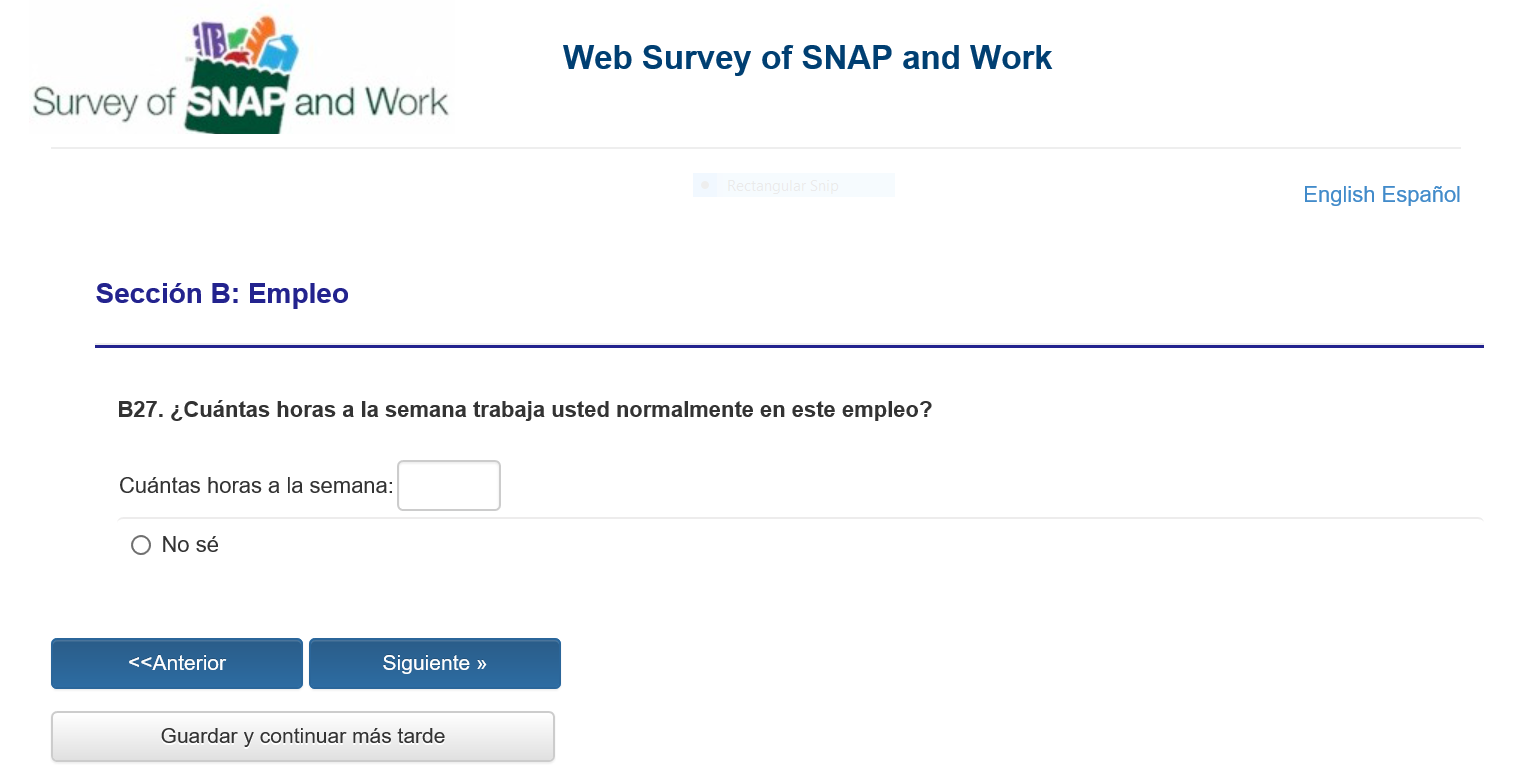 Survey of SNAP and Work
Web Survey of SNAP and Work
Rectangular Snip
English Español
Sección B: Empleo
B27. ¿Cuántas horas a la semana trabaja usted normalmente en este empleo?
Cuántas horas a la semana:
No sé
<<Anterior
Siguiente »
Guardar y continuar más tarde